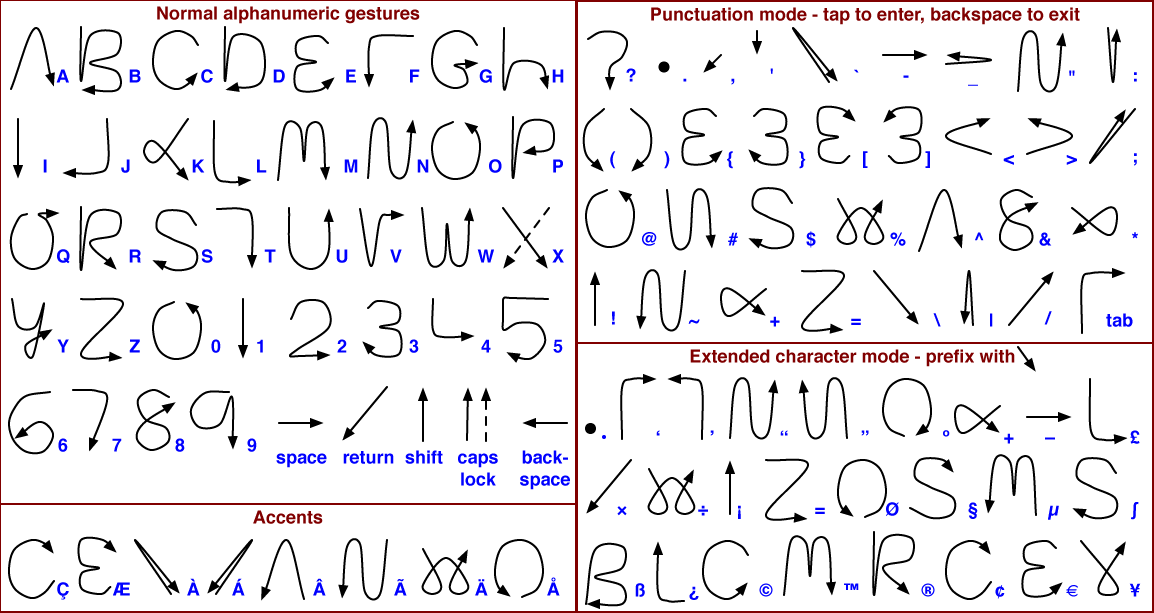 Normal alphanumeric gestures
A B C D E F G H
I J K L M N O P
Q R S T U V W X
Y Z 0 1 2 3 4 5
6 7 8 9 space return shift caps lock back-space
Accents
Ç Æ À Á Â Ã Ä Å
Punctuation mode - tap to enter, backspace to exit
? . , ' ` - _ " :
( ) { } [ ] < > ;
@ # $ % ^ & *
! ~ + = \ | / tab
Extended character mode - prefix with
. ‘ ’ “ ” º + – £
× ÷ ¡ = Ø § µ ∫
ß ¿ © ™ ® ¢ € ¥